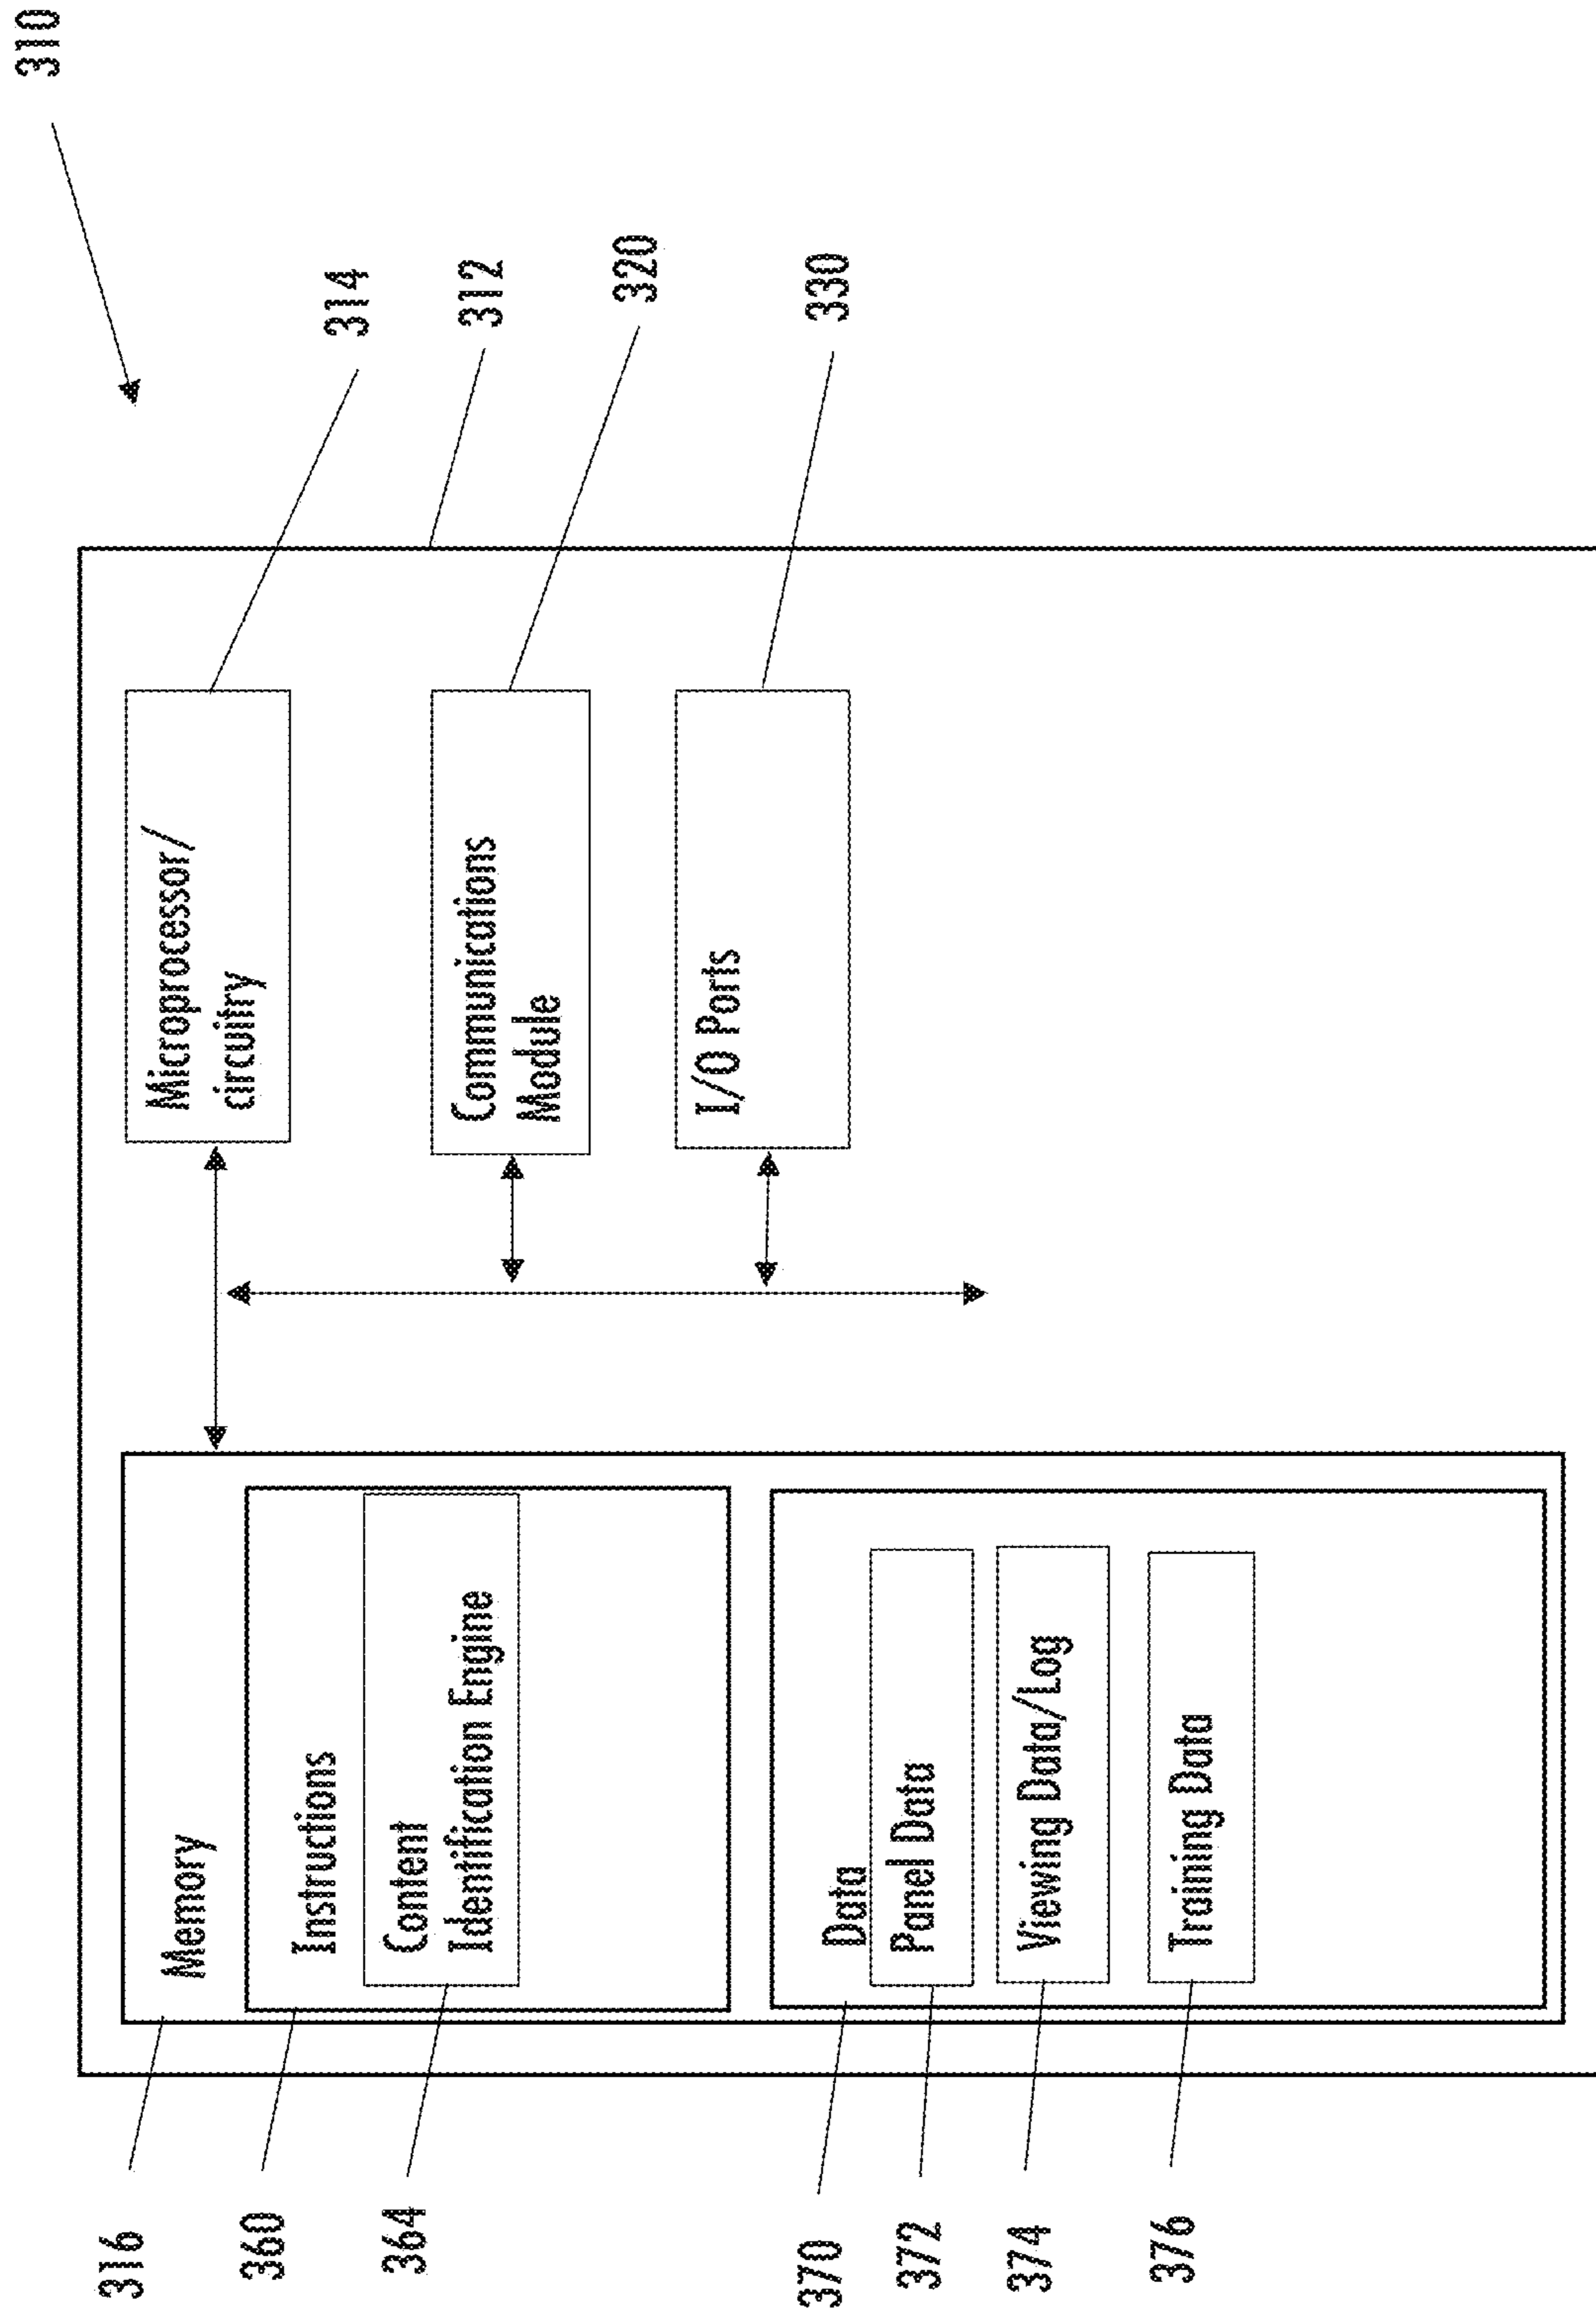 310
316
Memory
360
Instructions
364
Content
Identification Engine
370
Data
372
Panel Data
374
Viewing Data/Log
376
Training Data
Microprocessor/
circuitry
314
312
Communications
Module
320
I/O Ports
330